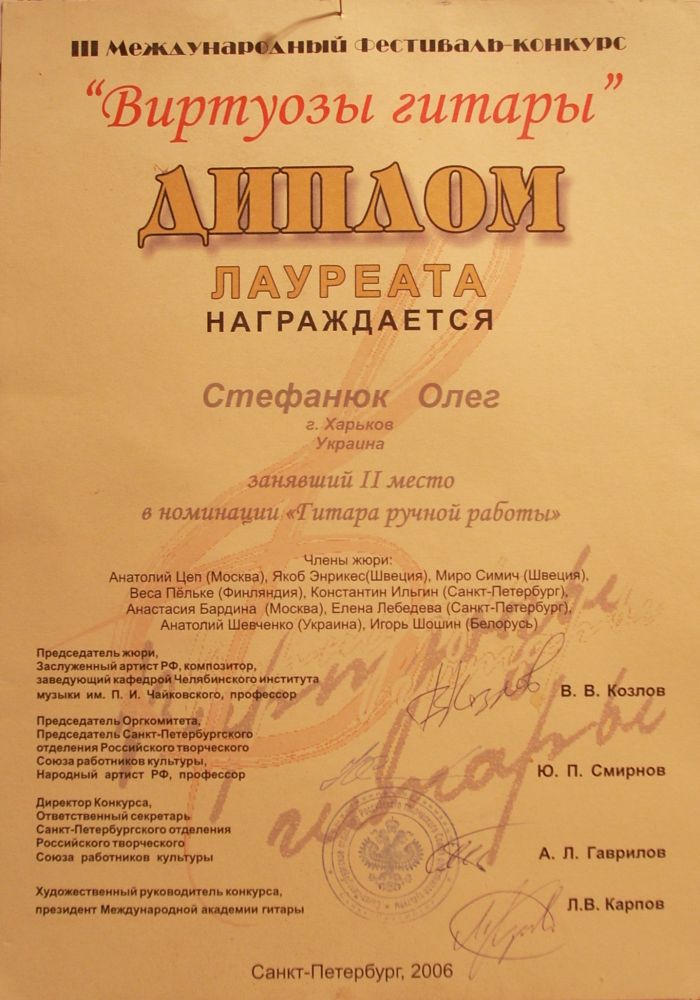 III Международный Фестиваль-конкурс
“Виртуозы гитары”
ДИПЛОМ
ЛАУРЕАТА
НАГРАЖДАЕТСЯ
Стефанюк Олег
г. Харьков
Украина
занявший II место
в номинации «Гитара ручной работы»
Члены жюри:
Анатолий Цеп (Москва), Якоб Энрикес(Швеция), Миро Симич (Швеция),
Веса Пёльке (Финляндия), Константин Ильгин (Санкт-Петербург),
Анастасия Бардина (Москва), Елена Лебедева (Санкт-Петербург),
Анатолий Шевченко (Украина), Игорь Шошин (Белорусь)
Председатель жюри,
Заслуженный артист РФ, композитор,
заведующий кафедрой Челябинского института
музыки им. П. И. Чайковского, профессор
В. В. Козлов
Председатель Оргкомитета,
Председатель Санкт-Петербургского
отделения Российского творческого
Союза работников культуры,
Народный артист РФ, профессор
Ю. П. Смирнов
Директор Конкурса,
Ответственный секретарь
Санкт-Петербургского отделения
Российского творческого
Союза работников культуры
А. Л. Гаврилов
Художественный руководитель конкурса,
президент Международной академии гитары
Л.В. Карпов
Санкт-Петербург, 2006